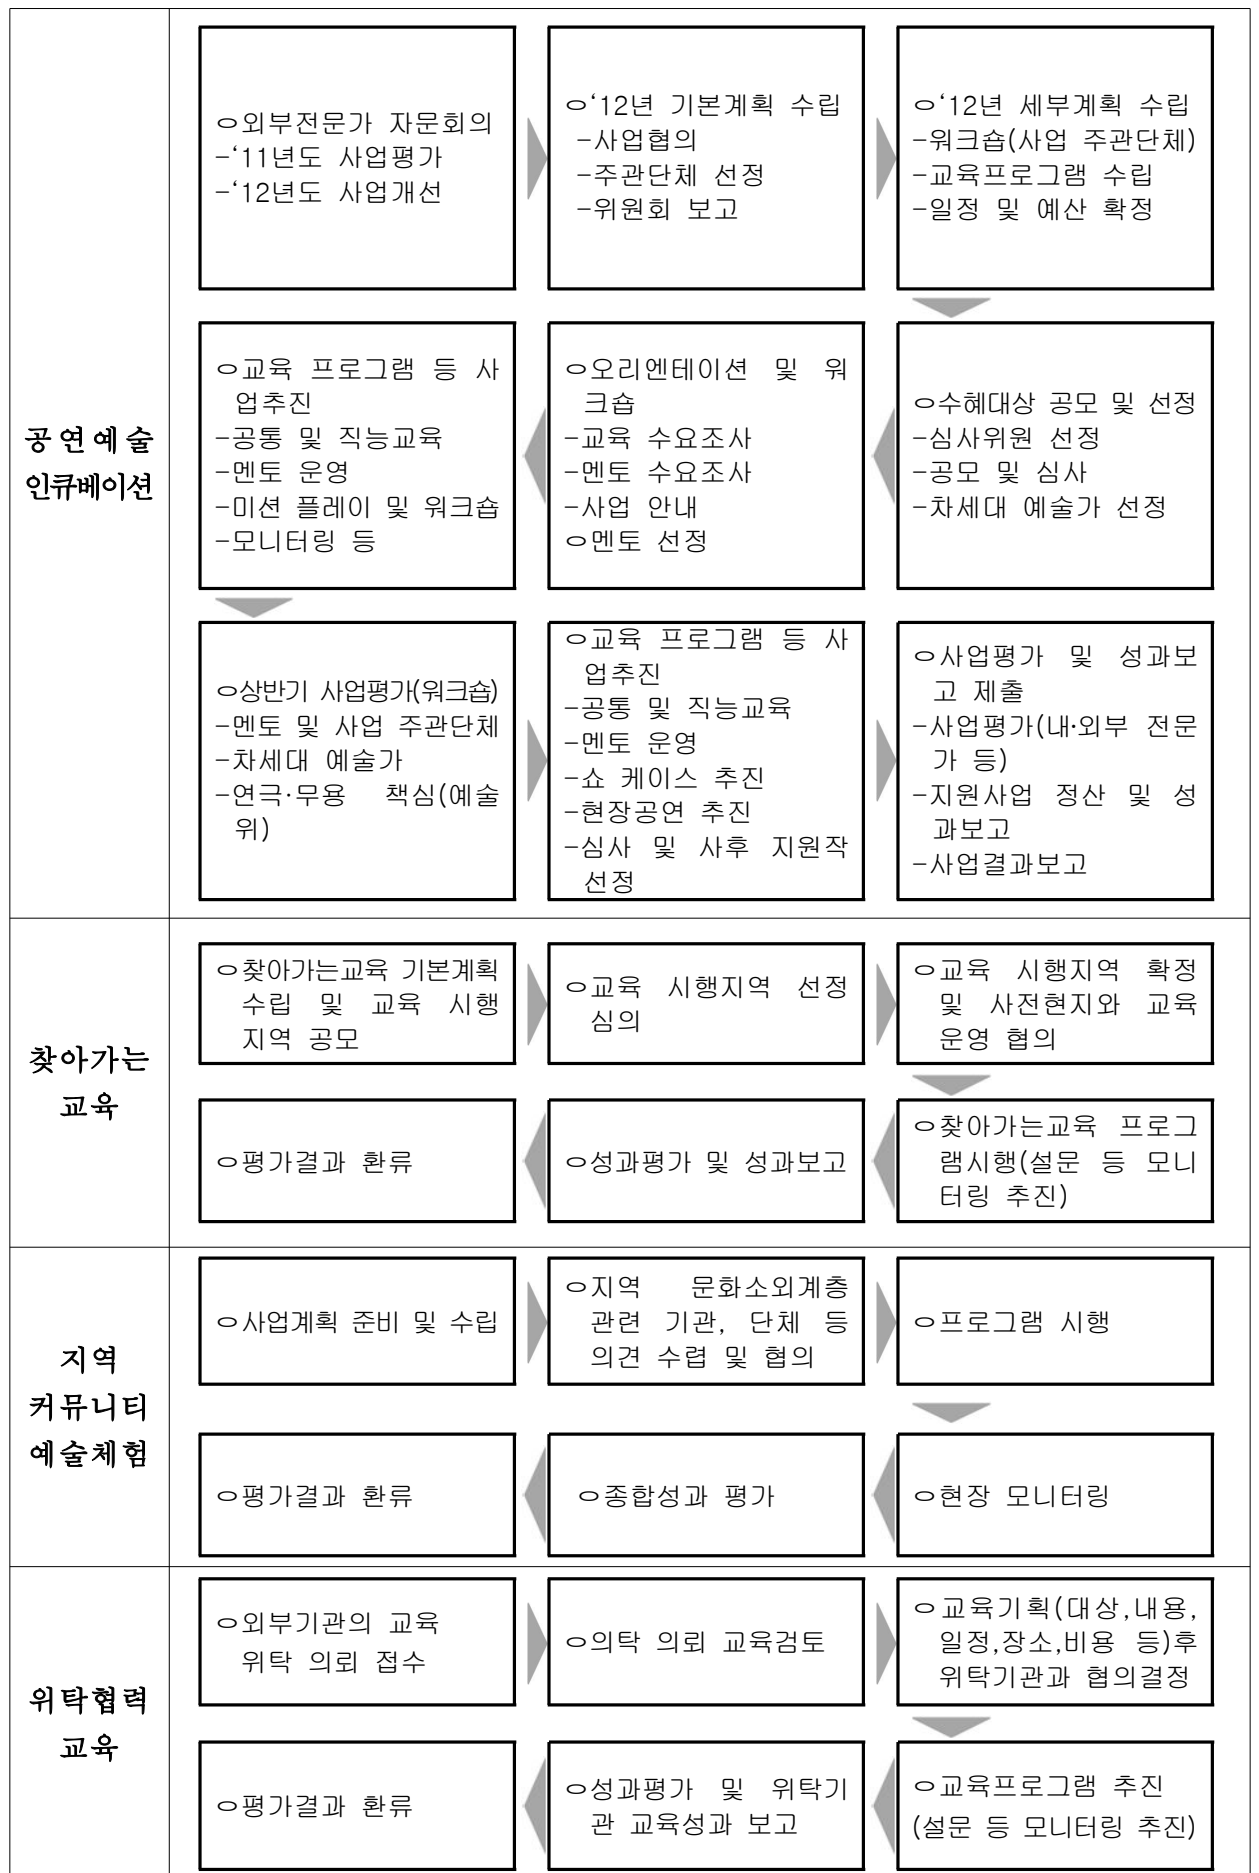 공연예술
인큐베이션
ㅇ외부전문가 자문회의
-‘11년도 사업평가
-‘12년도 사업개선
ㅇ‘12년 기본계획 수립
-사업협의
-주관단체 선정
-위원회 보고
ㅇ‘12년 세부계획 수립
-워크숍(사업 주관단체)
-교육프로그램 수립
-일정 및 예산 확정
ㅇ수혜대상 공모 및 선정
-심사위원 선정
-공모 및 심사
-차세대 예술가 선정
ㅇ오리엔테이션 및 워
크숍
-교육 수요조사
-멘토 수요조사
-사업 안내
ㅇ멘토 선정
ㅇ교육 프로그램 등 사
업추진
-공통 및 직능교육
-멘토 운영
-미션 플레이 및 워크숍
-모니터링 등
ㅇ상반기 사업평가(워크숍)
-멘토 및 사업 주관단체
-차세대 예술가
-연극·무용 책심(예술
위)
ㅇ교육 프로그램 등 사
업추진
-공통 및 직능교육
-멘토 운영
-쇼 케이스 추진
-현장공연 추진
-심사 및 사후 지원작
선정
ㅇ사업평가 및 성과보
고 제출
-사업평가(내·외부 전문
가 등)
-지원사업 정산 및 성
과보고
-사업결과보고
찾아가는
교육
ㅇ찾아가는교육 기본계획
수립 및 교육 시행
지역 공모
ㅇ교육 시행지역 선정
심의
ㅇ교육 시행지역 확정
및 사전현지와 교육
운영 협의
ㅇ찾아가는교육 프로그
램시행(설문 등 모니
터링 추진)
ㅇ성과평가 및 성과보고
ㅇ평가결과 환류
지역
커뮤니티
예술체험
ㅇ사업계획 준비 및 수립
ㅇ지역 문화소외계층
관련 기관, 단체 등
의견 수렵 및 협의
ㅇ프로그램 시행
ㅇ현장 모니터링
ㅇ종합성과 평가
ㅇ평가결과 환류
위탁협력
교육
ㅇ외부기관의 교육
위탁 의뢰 접수
ㅇ의탁 의뢰 교육검토
ㅇ교육기획(대상,내용,
일정,장소,비용 등)후
위탁기관과 협의결정
ㅇ교육프로그램 추진
(설문 등 모니터링 추진)
ㅇ성과평가 및 위탁기
관 교육성과 보고
ㅇ평가결과 환류